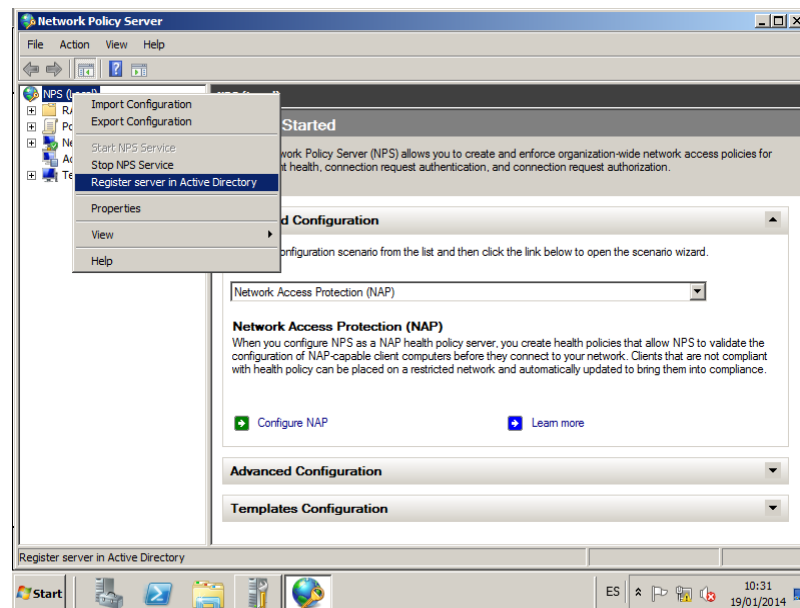 Network Policy Server
File Action View Help
NPS (Local)
Import Configuration
Export Configuration
Start NPS Service
Stop NPS Service
Register server in Active Directory
Properties
View
Help
Started
work Policy Server (NPS) allows you to create and enforce organization-wide network access policies for
t health, connection request authentication, and connection request authorization.
d Configuration
onfiguration scenario from the list and then click the link below to open the scenario wizard.
Network Access Protection (NAP)
Network Access Protection (NAP)
When you configure NPS as a NAP health policy server, you create health policies that allow NPS to validate the
configuration of NAP-capable client computers before they connect to your network. Clients that are not compliant
with health policy can be placed on a restricted network and automatically updated to bring them into compliance.
Configure NAP
Learn more
Advanced Configuration
Templates Configuration
Register server in Active Directory
Start
ES
10:31
19/01/2014